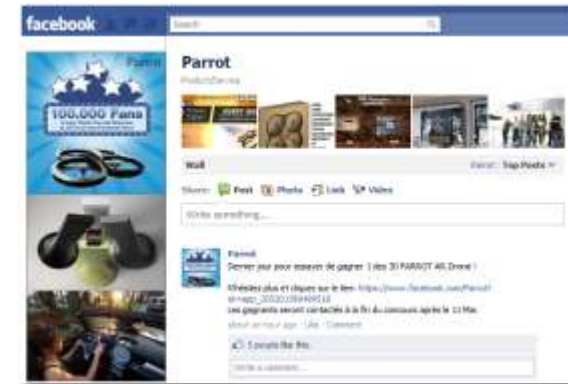 facebook
Search
Parrot
Product/Service
100.000 Fans
Wall
Parrot · Top Posts
Share: Post Photo Link Video
Write something...
Parrot
Dernier jour pour essayer de gagner 1 des 30 PARROT AR.Drone !
N'hésitez plus et cliquez sur le lien: https://www.facebook.com/Parrot?
Les gagnants seront contactés à la fin du concours après le 11 Mai.
about an hour ago · Like · Comment
5 people like this.
Write a comment...